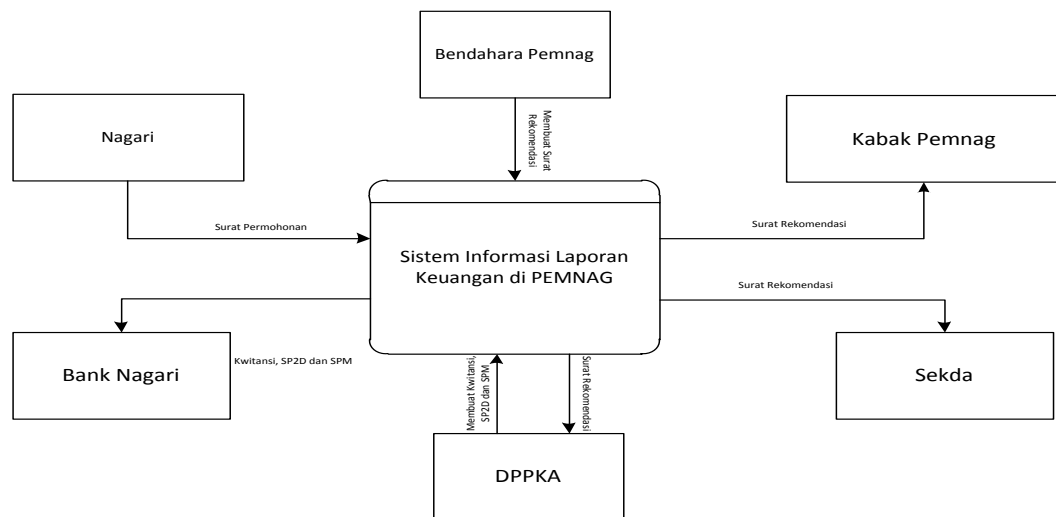 Bendahara Pemnag
Nagari
Membuat Surat
Rekomendasi
Kabak Pemnag
Surat Permohonan
Sistem Informasi Laporan
Keuangan di PEMNAG
Surat Rekomendasi
Surat Rekomendasi
Bank Nagari
Kwitansi, SP2D dan SPM
Membuat Kwitansi,
SP2D dan SPM
Surat Rekomendasi
Sekda
DPPKA